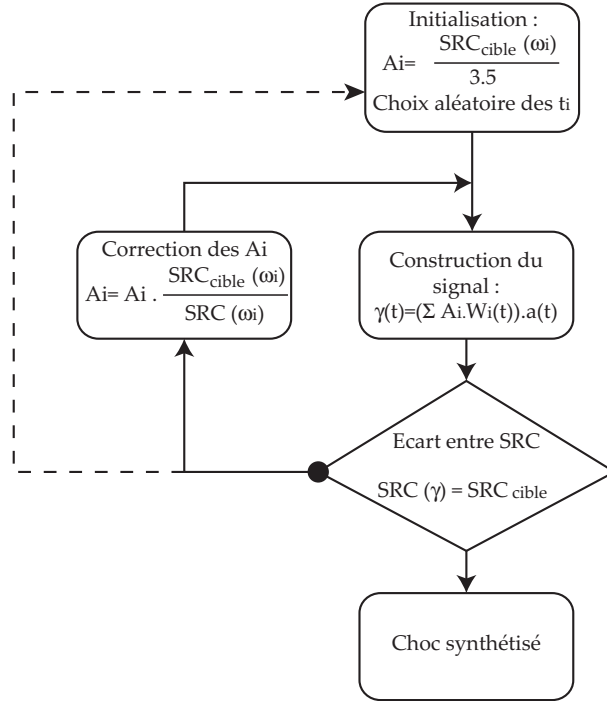 Initialisation :
Ai= SRCcible (ωi)
3.5
Choix aléatoire des ti
Correction des Ai
Ai= Ai . SRCcible (ωi)
SRC (ωi)
Construction du
signal :
γ(t)=(Σ Ai.Wi(t)).a(t)
Ecart entre SRC
SRC (γ) = SRC cible
Choc synthétisé